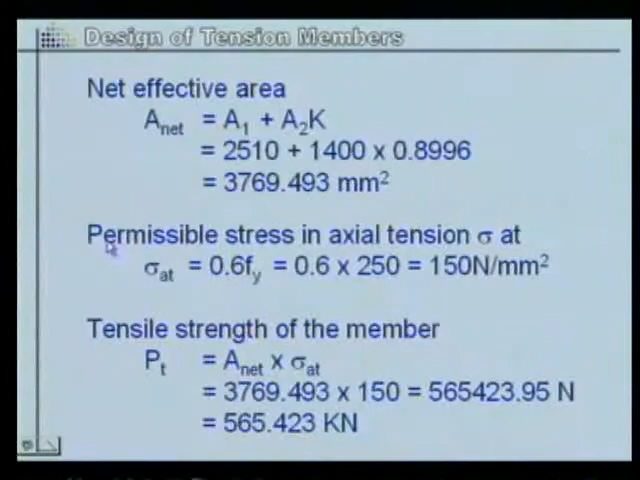 Design of Tension Members
Net effective area
Anet = A1 + A2K
= 2510 + 1400 x 0.8996
= 3769.493 mm²
Permissible stress in axial tension σ at
σat = 0.6fy = 0.6 x 250 = 150N/mm²
Tensile strength of the member
Pt = Anet x σat
= 3769.493 x 150 = 565423.95 N
= 565.423 KN